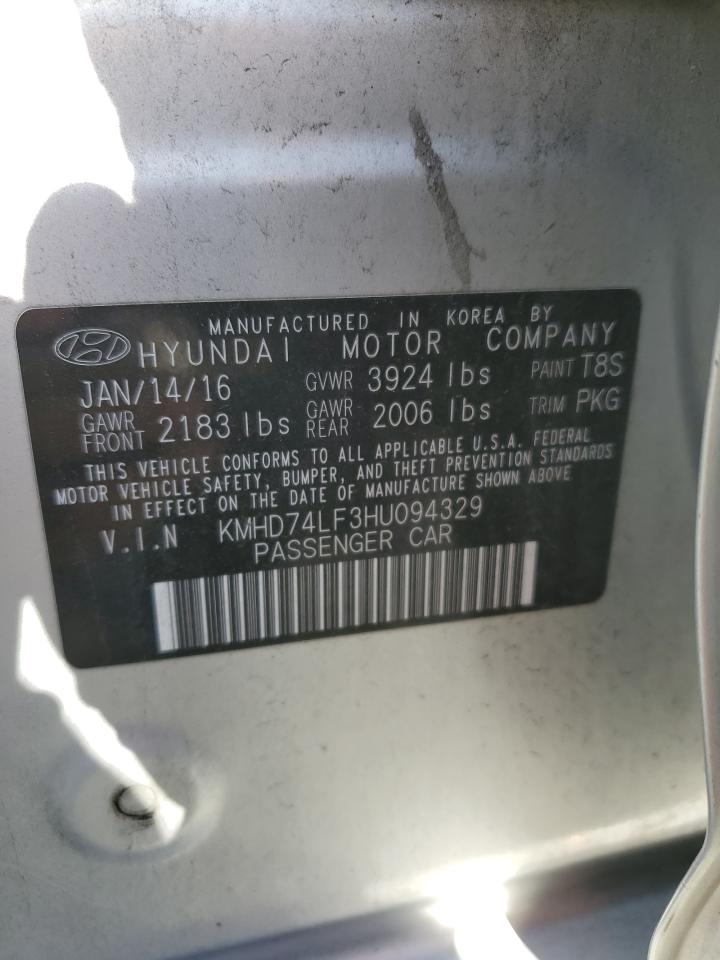 MANUFACTURED IN KOREA BY
HYUNDAI MOTOR COMPANY
JAN/14/16 GVWR 3924 lbs PAINT T8S
GAWR FRONT 2183 lbs GAWR REAR 2006 lbs TRIM PKG
THIS VEHICLE CONFORMS TO ALL APPLICABLE U.S.A. FEDERAL
MOTOR VEHICLE SAFETY, BUMPER, AND THEFT PREVENTION STANDARDS
IN EFFECT ON THE DATE OF MANUFACTURE SHOWN ABOVE
V.I.N KMHD74LF3HU094329
PASSENGER CAR